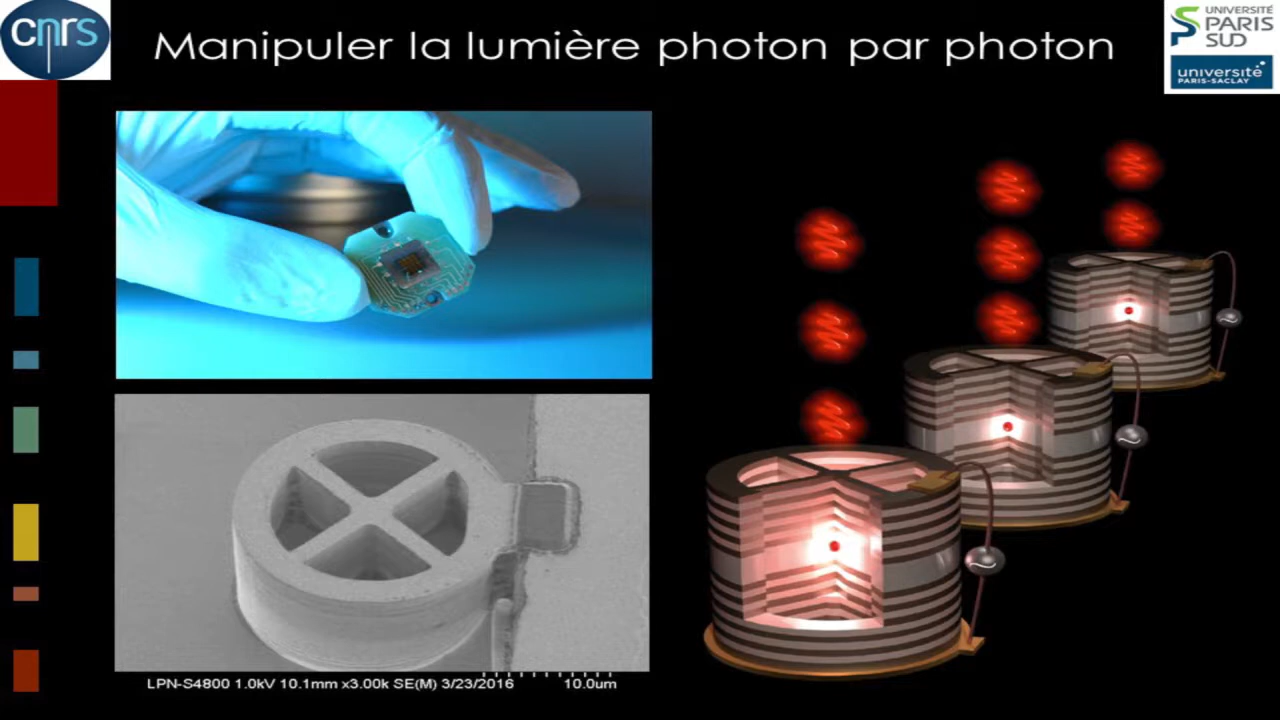 cnrs
Manipuler la lumière photon par photon
UNIVERSITÉ
PARIS
SUD
université
PARIS-SACLAY
LPN-S4800 1.0kV 10.1mm x3.00k SE(M) 3/23/2016 10.0um